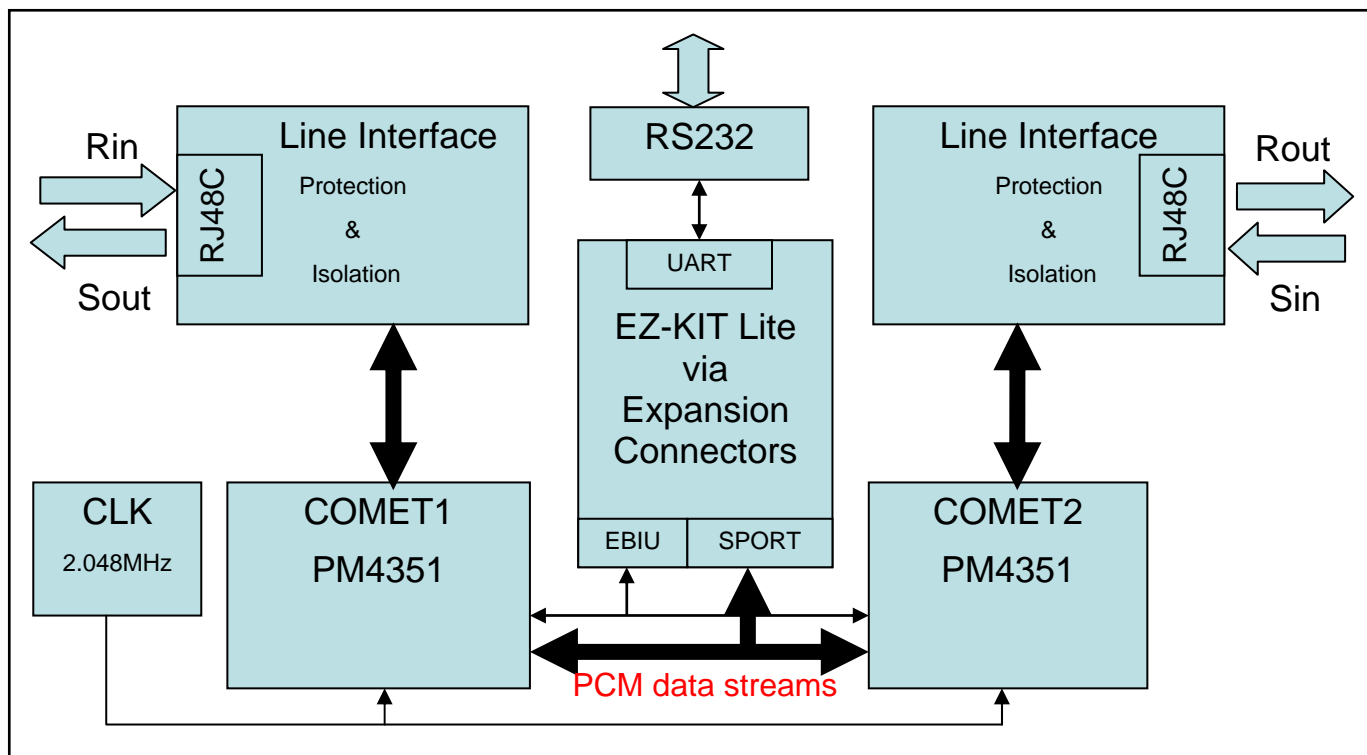 Rin
Sout
RJ48C
Line Interface
Protection
&
Isolation
RS232
UART
EZ-KIT Lite
via
Expansion
Connectors
EBIU
SPORT
Line Interface
Protection
&
Isolation
RJ48C
Rout
Sin
CLK
2.048MHz
COMET1
PM4351
COMET2
PM4351
PCM data streams